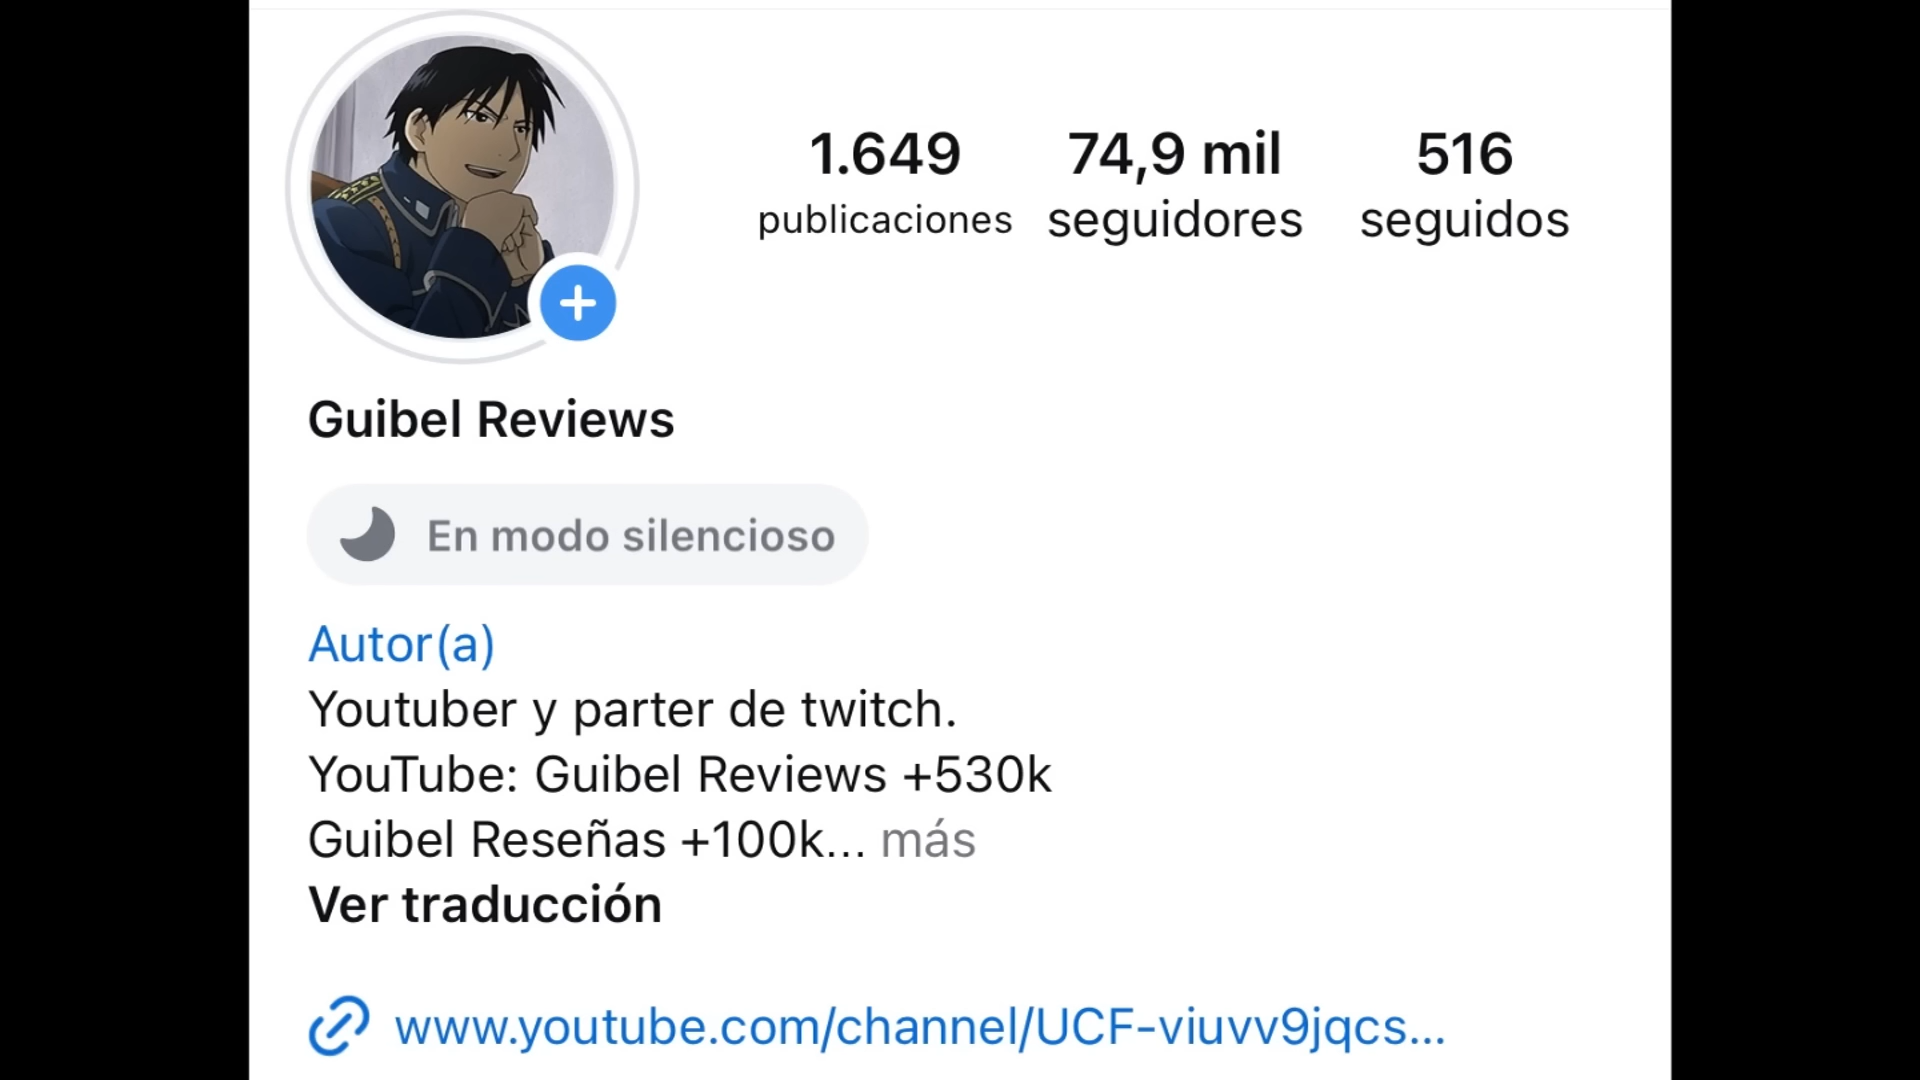 1.649 74,9 mil 516
publicaciones seguidores seguidos
Guibel Reviews
En modo silencioso
Autor(a)
Youtuber y parter de twitch.
YouTube: Guibel Reviews +530k
Guibel Reseñas +100k... más
Ver traducción
www.youtube.com/channel/UCF-viuvv9jqcs...